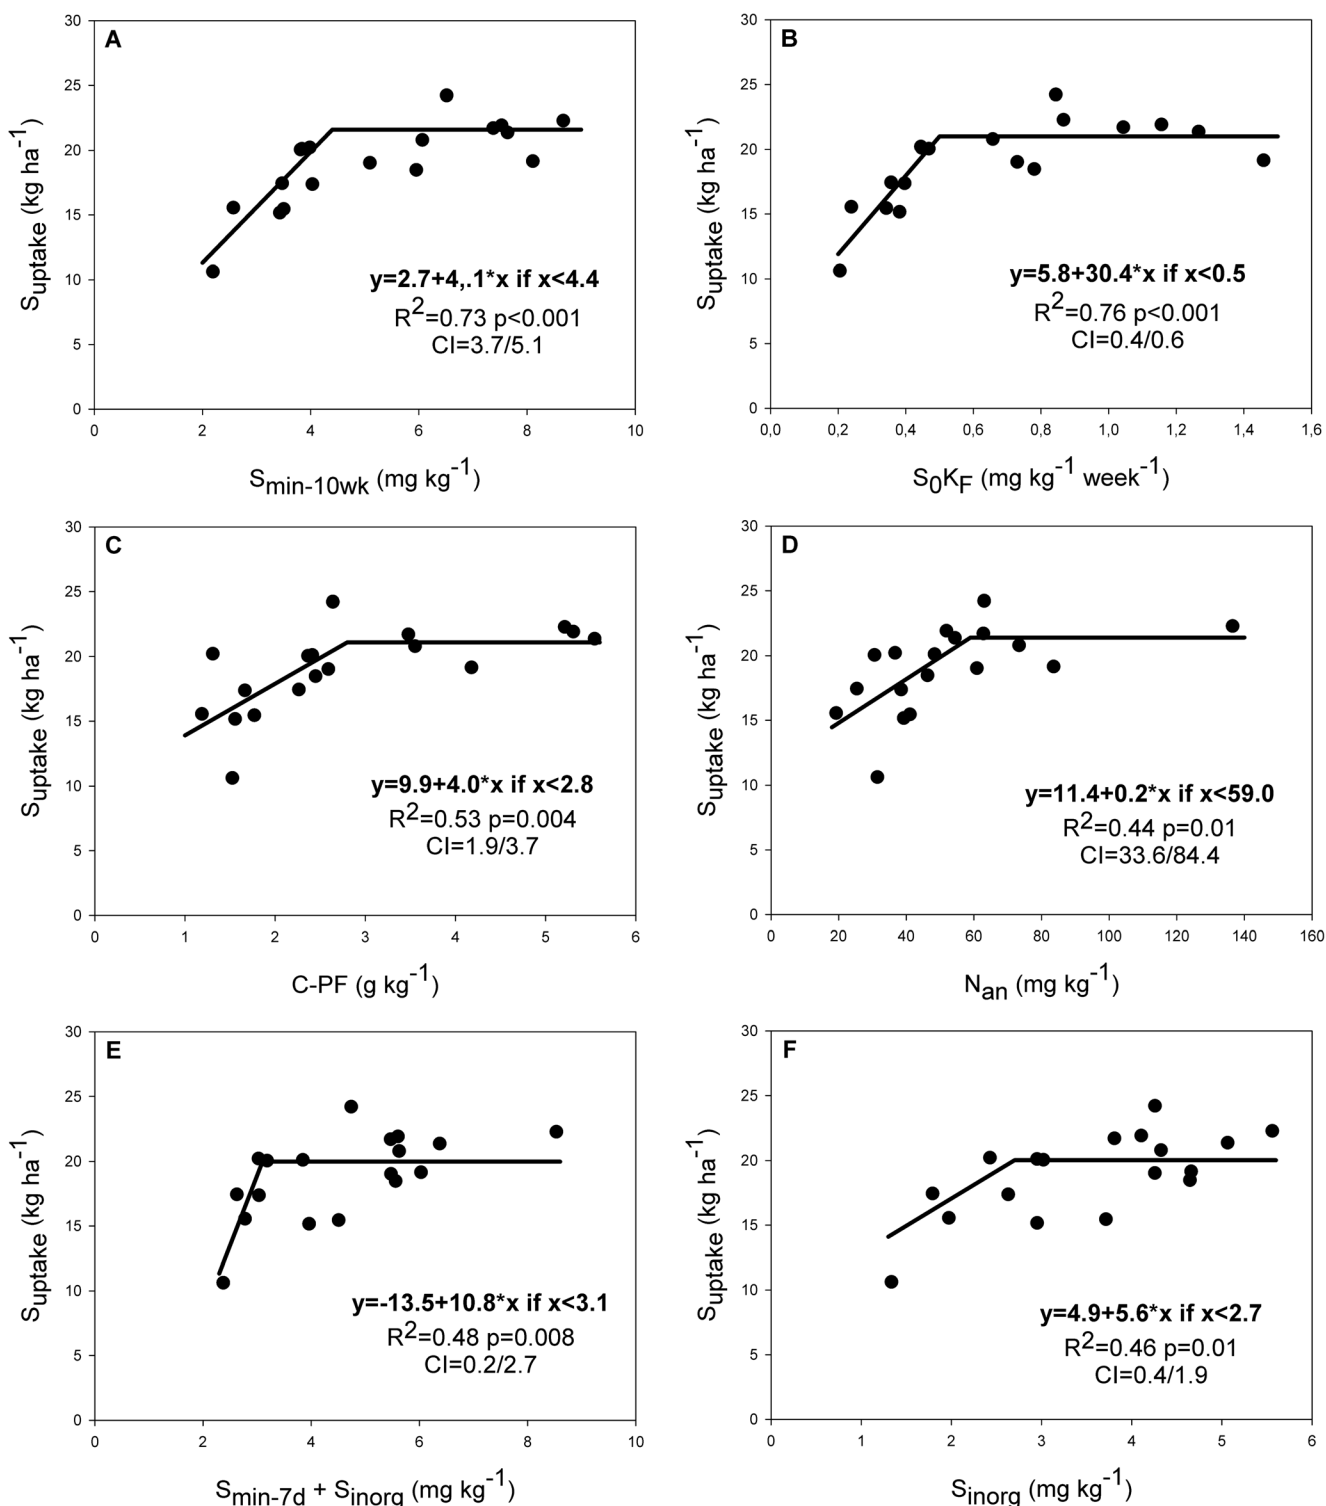 A
30
25
20
15
10
5
0
S_uptake (kg ha⁻¹)
y=2.7+4,.1*x if x<4.4
R²=0.73 p<0.001
CI=3.7/5.1
0 2 4 6 8 10
S_min-10wk (mg kg⁻¹)
B
30
25
20
15
10
5
0
S_uptake (kg ha⁻¹)
y=5.8+30.4*x if x<0.5
R²=0.76 p<0.001
CI=0.4/0.6
0,0 0,2 0,4 0,6 0,8 1,0 1,2 1,4 1,6
S₀K_F (mg kg⁻¹ week⁻¹)
C
30
25
20
15
10
5
0
S_uptake (kg ha⁻¹)
y=9.9+4.0*x if x<2.8
R²=0.53 p=0.004
CI=1.9/3.7
0 1 2 3 4 5 6
C-PF (g kg⁻¹)
D
30
25
20
15
10
5
0
S_uptake (kg ha⁻¹)
y=11.4+0.2*x if x<59.0
R²=0.44 p=0.01
CI=33.6/84.4
0 20 40 60 80 100 120 140 160
N_an (mg kg⁻¹)
E
30
25
20
15
10
5
0
S_uptake (kg ha⁻¹)
y=-13.5+10.8*x if x<3.1
R²=0.48 p=0.008
CI=0.2/2.7
0 2 4 6 8 10
S_min-7d + S_inorg (mg kg⁻¹)
F
30
25
20
15
10
5
0
S_uptake (kg ha⁻¹)
y=4.9+5.6*x if x<2.7
R²=0.46 p=0.01
CI=0.4/1.9
0 1 2 3 4 5 6
S_inorg (mg kg⁻¹)